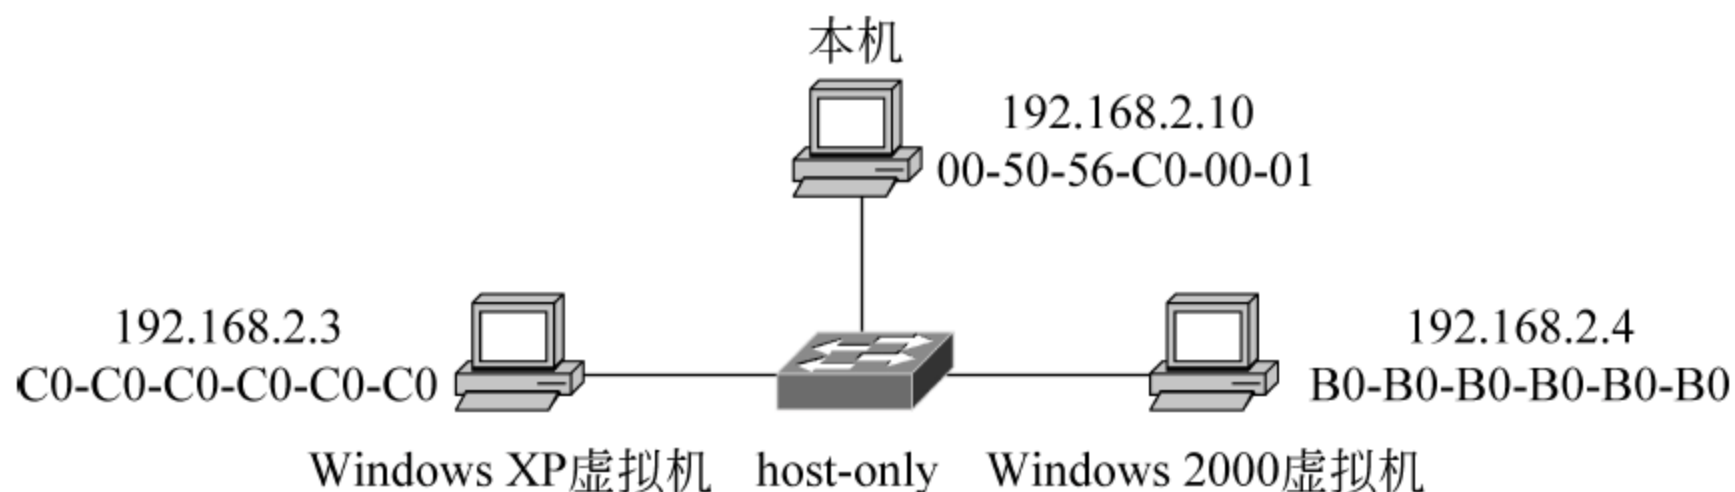 本机
192.168.2.10
00-50-56-C0-00-01
192.168.2.3
C0-C0-C0-C0-C0-C0
192.168.2.4
B0-B0-B0-B0-B0-B0
Windows XP虚拟机
host-only
Windows 2000虚拟机